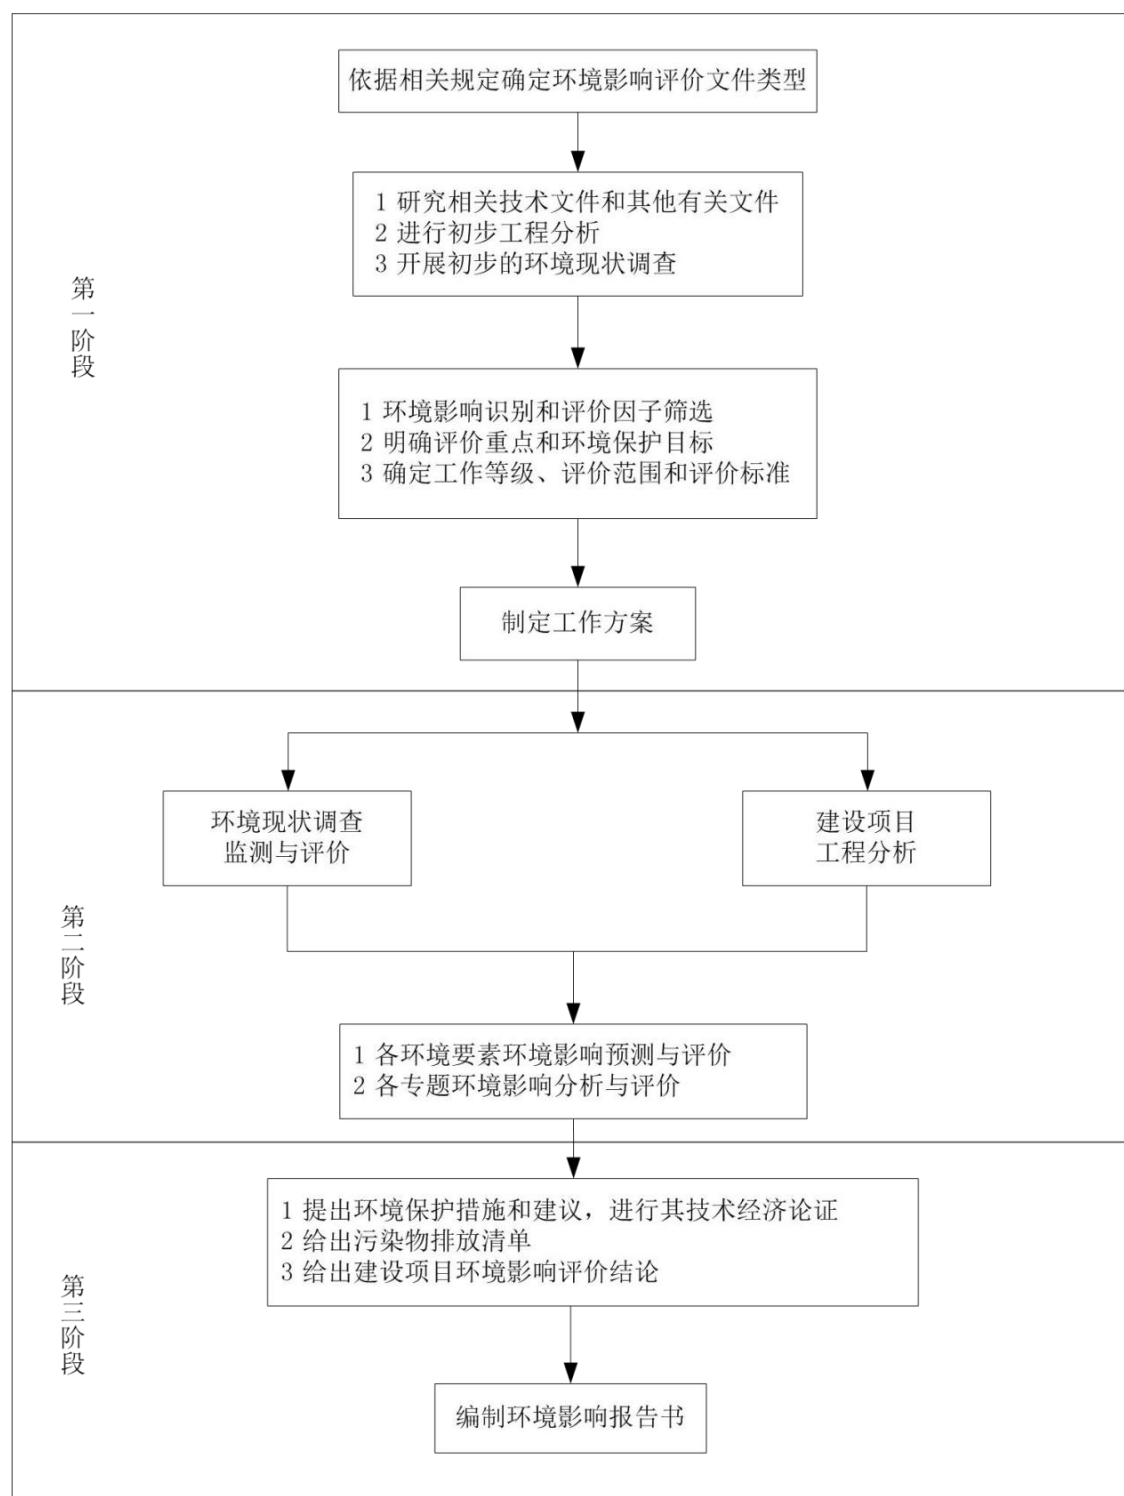 依据相关规定确定环境影响评价文件类型
1 研究相关技术文件和其他有关文件
2 进行初步工程分析
3 开展初步的环境现状调查
第一阶段
1 环境影响识别和评价因子筛选
2 明确评价重点和环境保护目标
3 确定工作等级、评价范围和评价标准
制定工作方案
环境现状调查
监测与评价
建设项目
工程分析
第二阶段
1 各环境要素环境影响预测与评价
2 各专题环境影响分析与评价
1 提出环境保护措施和建议，进行其技术经济论证
2 给出污染物排放清单
3 给出建设项目环境影响评价结论
第三阶段
编制环境影响报告书